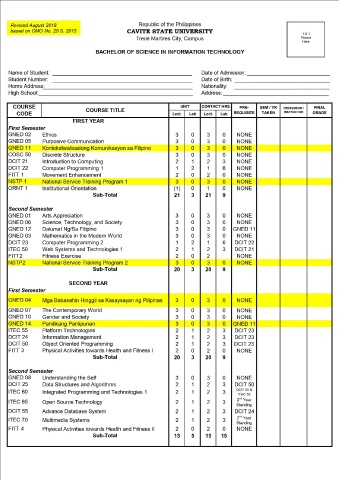 Revised August 2018
based on CMO No. 25 S. 2015
Republic of the Philippines
CAVITE STATE UNIVERSITY
Trece Martires City, Campus
1 X 1
Picture
Here
BACHELOR OF SCIENCE IN INFORMATION TECHNOLOGY
Name of Student: Date of Admission:
Name of Student: Date of Birth:
Home Address: Nationality:
High School: Address:
COURSE CODE COURSE TITLE UNIT CONTACT HRS. PRE-REQUISITE SEM / YR TAKEN PROFESSOR / INSTRUCTOR FINAL GRADE
Lect. Lab Lect. Lab
FIRST YEAR
First Semester
GNED 02 Ethics 3 0 3 0 NONE
GNED 05 Purposive Communication 3 0 3 0 NONE
GNED 11 Kontekstwalisadong Komunikasyon sa Filipino 3 0 3 0 NONE
COSC 50 Discrete Structure 3 0 3 0 NONE
DCIT 21 Introduction to Computing 2 1 2 3 NONE
DCIT 22 Computer Programming 1 1 2 1 6 NONE
FITT 1 Movement Enhancement 2 0 2 0 NONE
NSTP 1 National Service Training Program 1 3 0 3 0 NONE
ORNT 1 Institutional Orientation (1) 0 1 0 NONE
Sub-Total 21 3 21 9
Second Semester
GNED 01 Arts Appreciation 3 0 3 0 NONE
GNED 06 Science, Technology, and Society 3 0 3 0 NONE
GNED 12 Dalumat Ng/Sa Filipino 3 0 3 0 GNED 11
GNED 03 Mathematics in the Modern World 3 0 3 0 NONE
DCIT 23 Computer Programming 2 1 2 1 6 DCIT 22
ITEC 50 Web Systems and Technologies 1 2 1 2 3 DCIT 21
FITT2 Fitness Exercise 2 0 2 NONE
NSTP2 National Service Training Program 2 3 0 3 0 NONE
Sub-Total 20 3 20 9
SECOND YEAR
First Semester
GNED 04 Mga Babasahin Hinggil sa Kasaysayan ng Pilipinas 3 0 3 0 NONE
GNED 07 The Contemporary World 3 0 3 0 NONE
GNED 10 Gender and Society 3 0 3 0 NONE
GNED 14 Panitikang Panlipunan 3 0 3 0 GNED 11
ITEC 55 Platform Technologies 2 1 2 3 DCIT 23
DCIT 24 Information Management 2 1 2 3 DCIT 23
DCIT 50 Object Oriented Programming 2 1 2 3 DCIT 23
FITT 3 Physical Activities towards Health and Fitness I 2 0 2 0 NONE
Sub-Total 20 3 20 9
Second Semester
GNED 08 Understanding the Self 3 0 3 0 NONE
DCIT 25 Data Structures and Algorithms 2 1 2 3 DCIT 50
ITEC 60 Integrated Programming and Technologies 1 2 1 2 3 DCIT 50 & ITEC 50
ITEC 65 Open Source Technology 2 1 2 3 2nd Year Standing
DCIT 55 Advance Database System 2 1 2 3 DCIT 24
ITEC 70 Multimedia Systems 2 1 2 3 2nd Year Standing
FITT 4 Physical Activities towards Health and Fitness II 2 0 2 0 NONE
Sub-Total 15 5 15 15